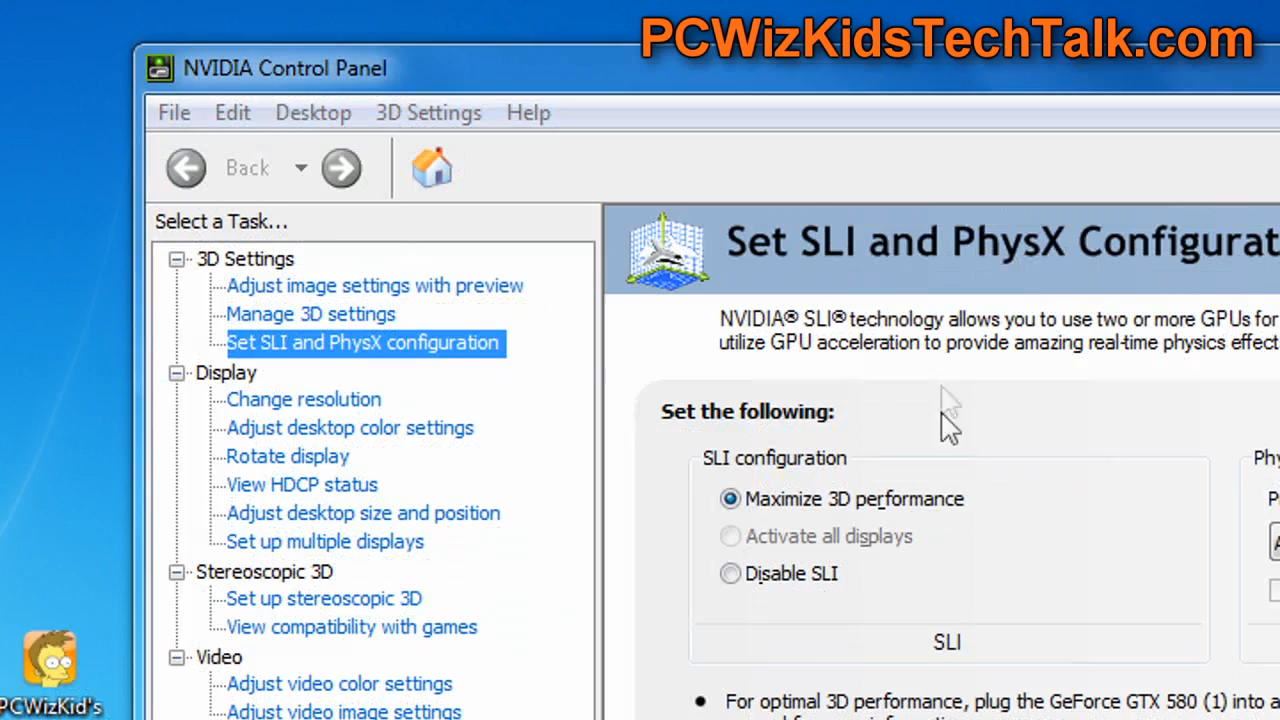 PCWizKidsTechTalk.com
NVIDIA Control Panel
File Edit Desktop 3D Settings Help
Back
Select a Task...
3D Settings
Adjust image settings with preview
Manage 3D settings
Set SLI and PhysX configuration
Display
Change resolution
Adjust desktop color settings
Rotate display
View HDCP status
Adjust desktop size and position
Set up multiple displays
Stereoscopic 3D
Set up stereoscopic 3D
View compatibility with games
Video
Adjust video color settings
Adjust video image settings
Set SLI and PhysX Configurat
NVIDIA® SLI® technology allows you to use two or more GPUs for
utilize GPU acceleration to provide amazing real-time physics effect
Set the following:
SLI configuration
Maximize 3D performance
Activate all displays
Disable SLI
SLI
Phy
• For optimal 3D performance, plug the GeForce GTX 580 (1) into a
PCWizKid's